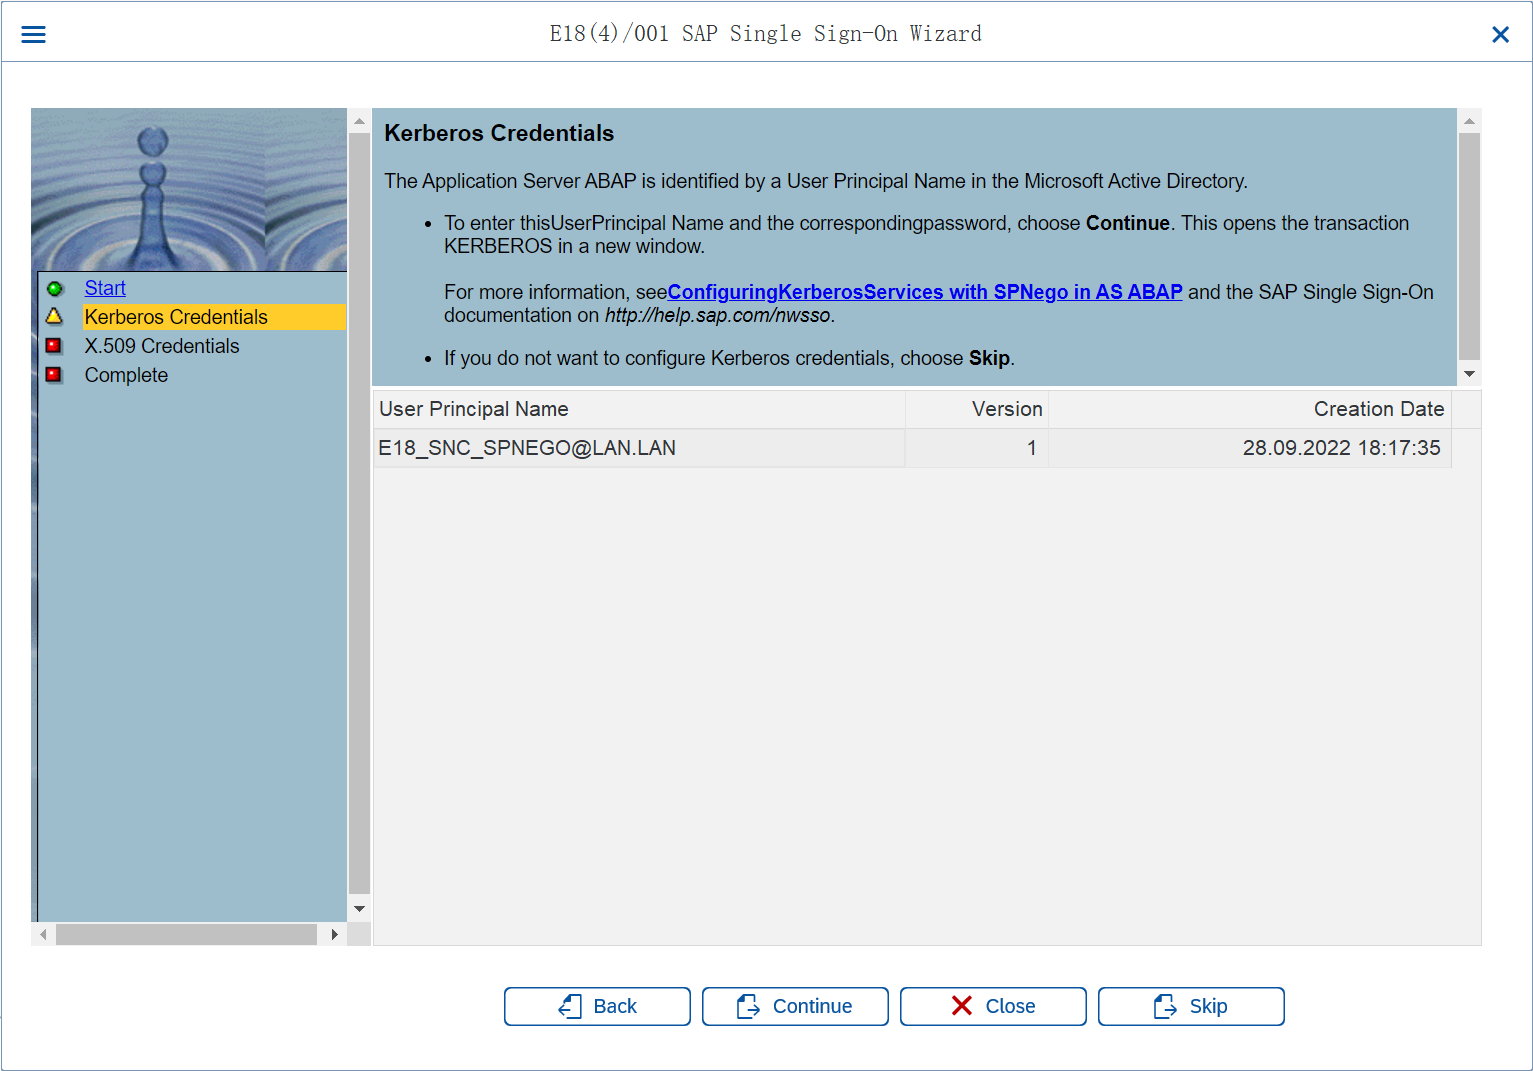 E18(4)/001 SAP Single Sign-On Wizard
Start
Kerberos Credentials
X.509 Credentials
Complete
Kerberos Credentials
The Application Server ABAP is identified by a User Principal Name in the Microsoft Active Directory.
• To enter thisUserPrincipal Name and the correspondingpassword, choose Continue. This opens the transaction
KERBEROS in a new window.
For more information, seeConfiguringKerberosServices with SPNego in AS ABAP and the SAP Single Sign-On
documentation on http://help.sap.com/nwsso.
• If you do not want to configure Kerberos credentials, choose Skip.
User Principal Name Version Creation Date
E18_SNC_SPNEGO@LAN.LAN 1 28.09.2022 18:17:35
Back Continue Close Skip